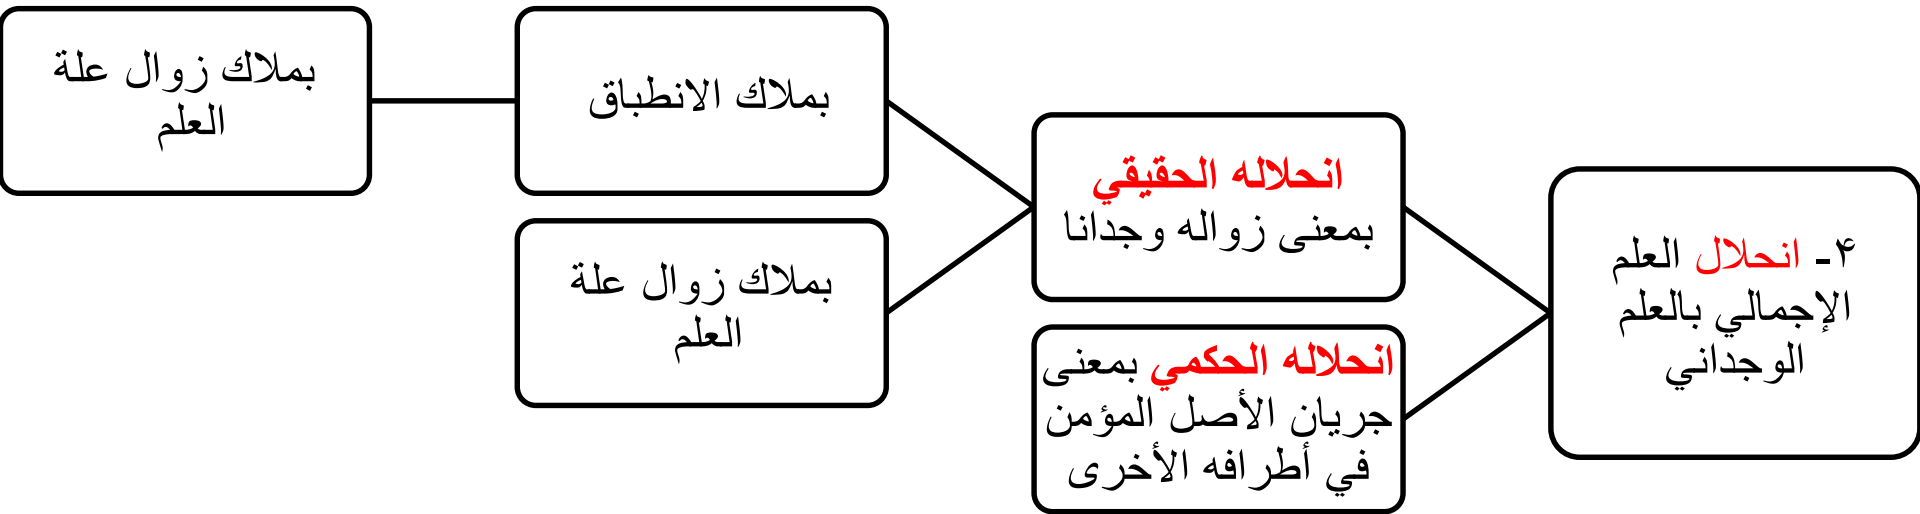 ۴- انحلال العلم
الإجمالي بالعلم
الوجداني
انحلاله الحقيقي
بمعنى زواله وجدانا
بملاك الانطباق
بملاك زوال علة
العلم
بملاك زوال علة
العلم
انحلاله الحكمي بمعنى
جريان الأصل المؤمن
في أطرافه الأخرى